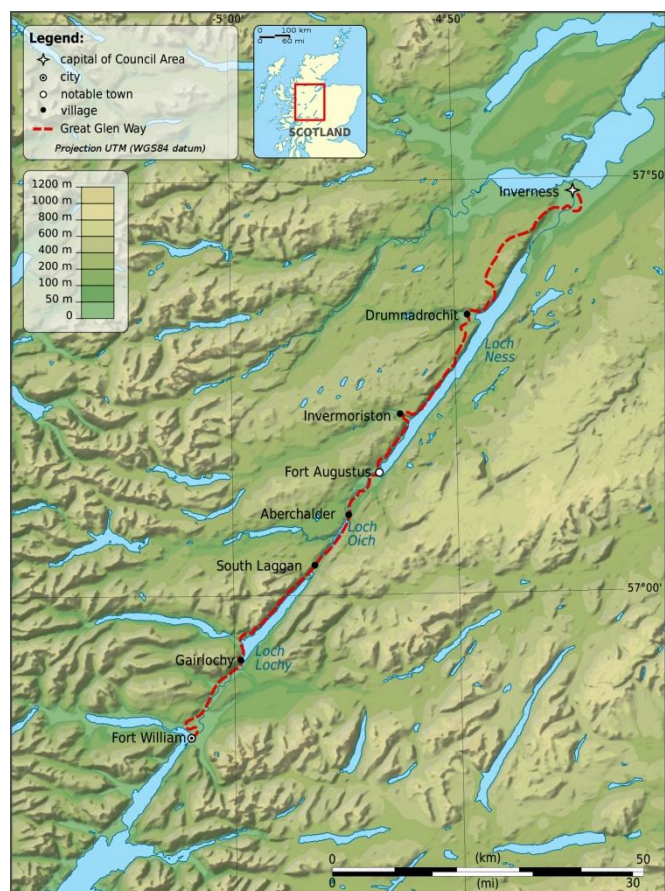 -5°00'
-4°50'
Legend:
capital of Council Area
city
notable town
village
Great Glen Way
Projection UTM (WGS84 datum)
0 100 km
0 60 mi
SCOTLAND
1200 m
1000 m
800 m
600 m
400 m
200 m
100 m
50 m
0
57°50'
Inverness
Drumnadrochit
Loch
Ness
Invermoriston
Fort Augustus
Aberchalder
Loch
Oich
South Laggan
57°00'
Gairlochy
Loch
Lochy
Fort William
0 (km) 50
0 (mi) 30